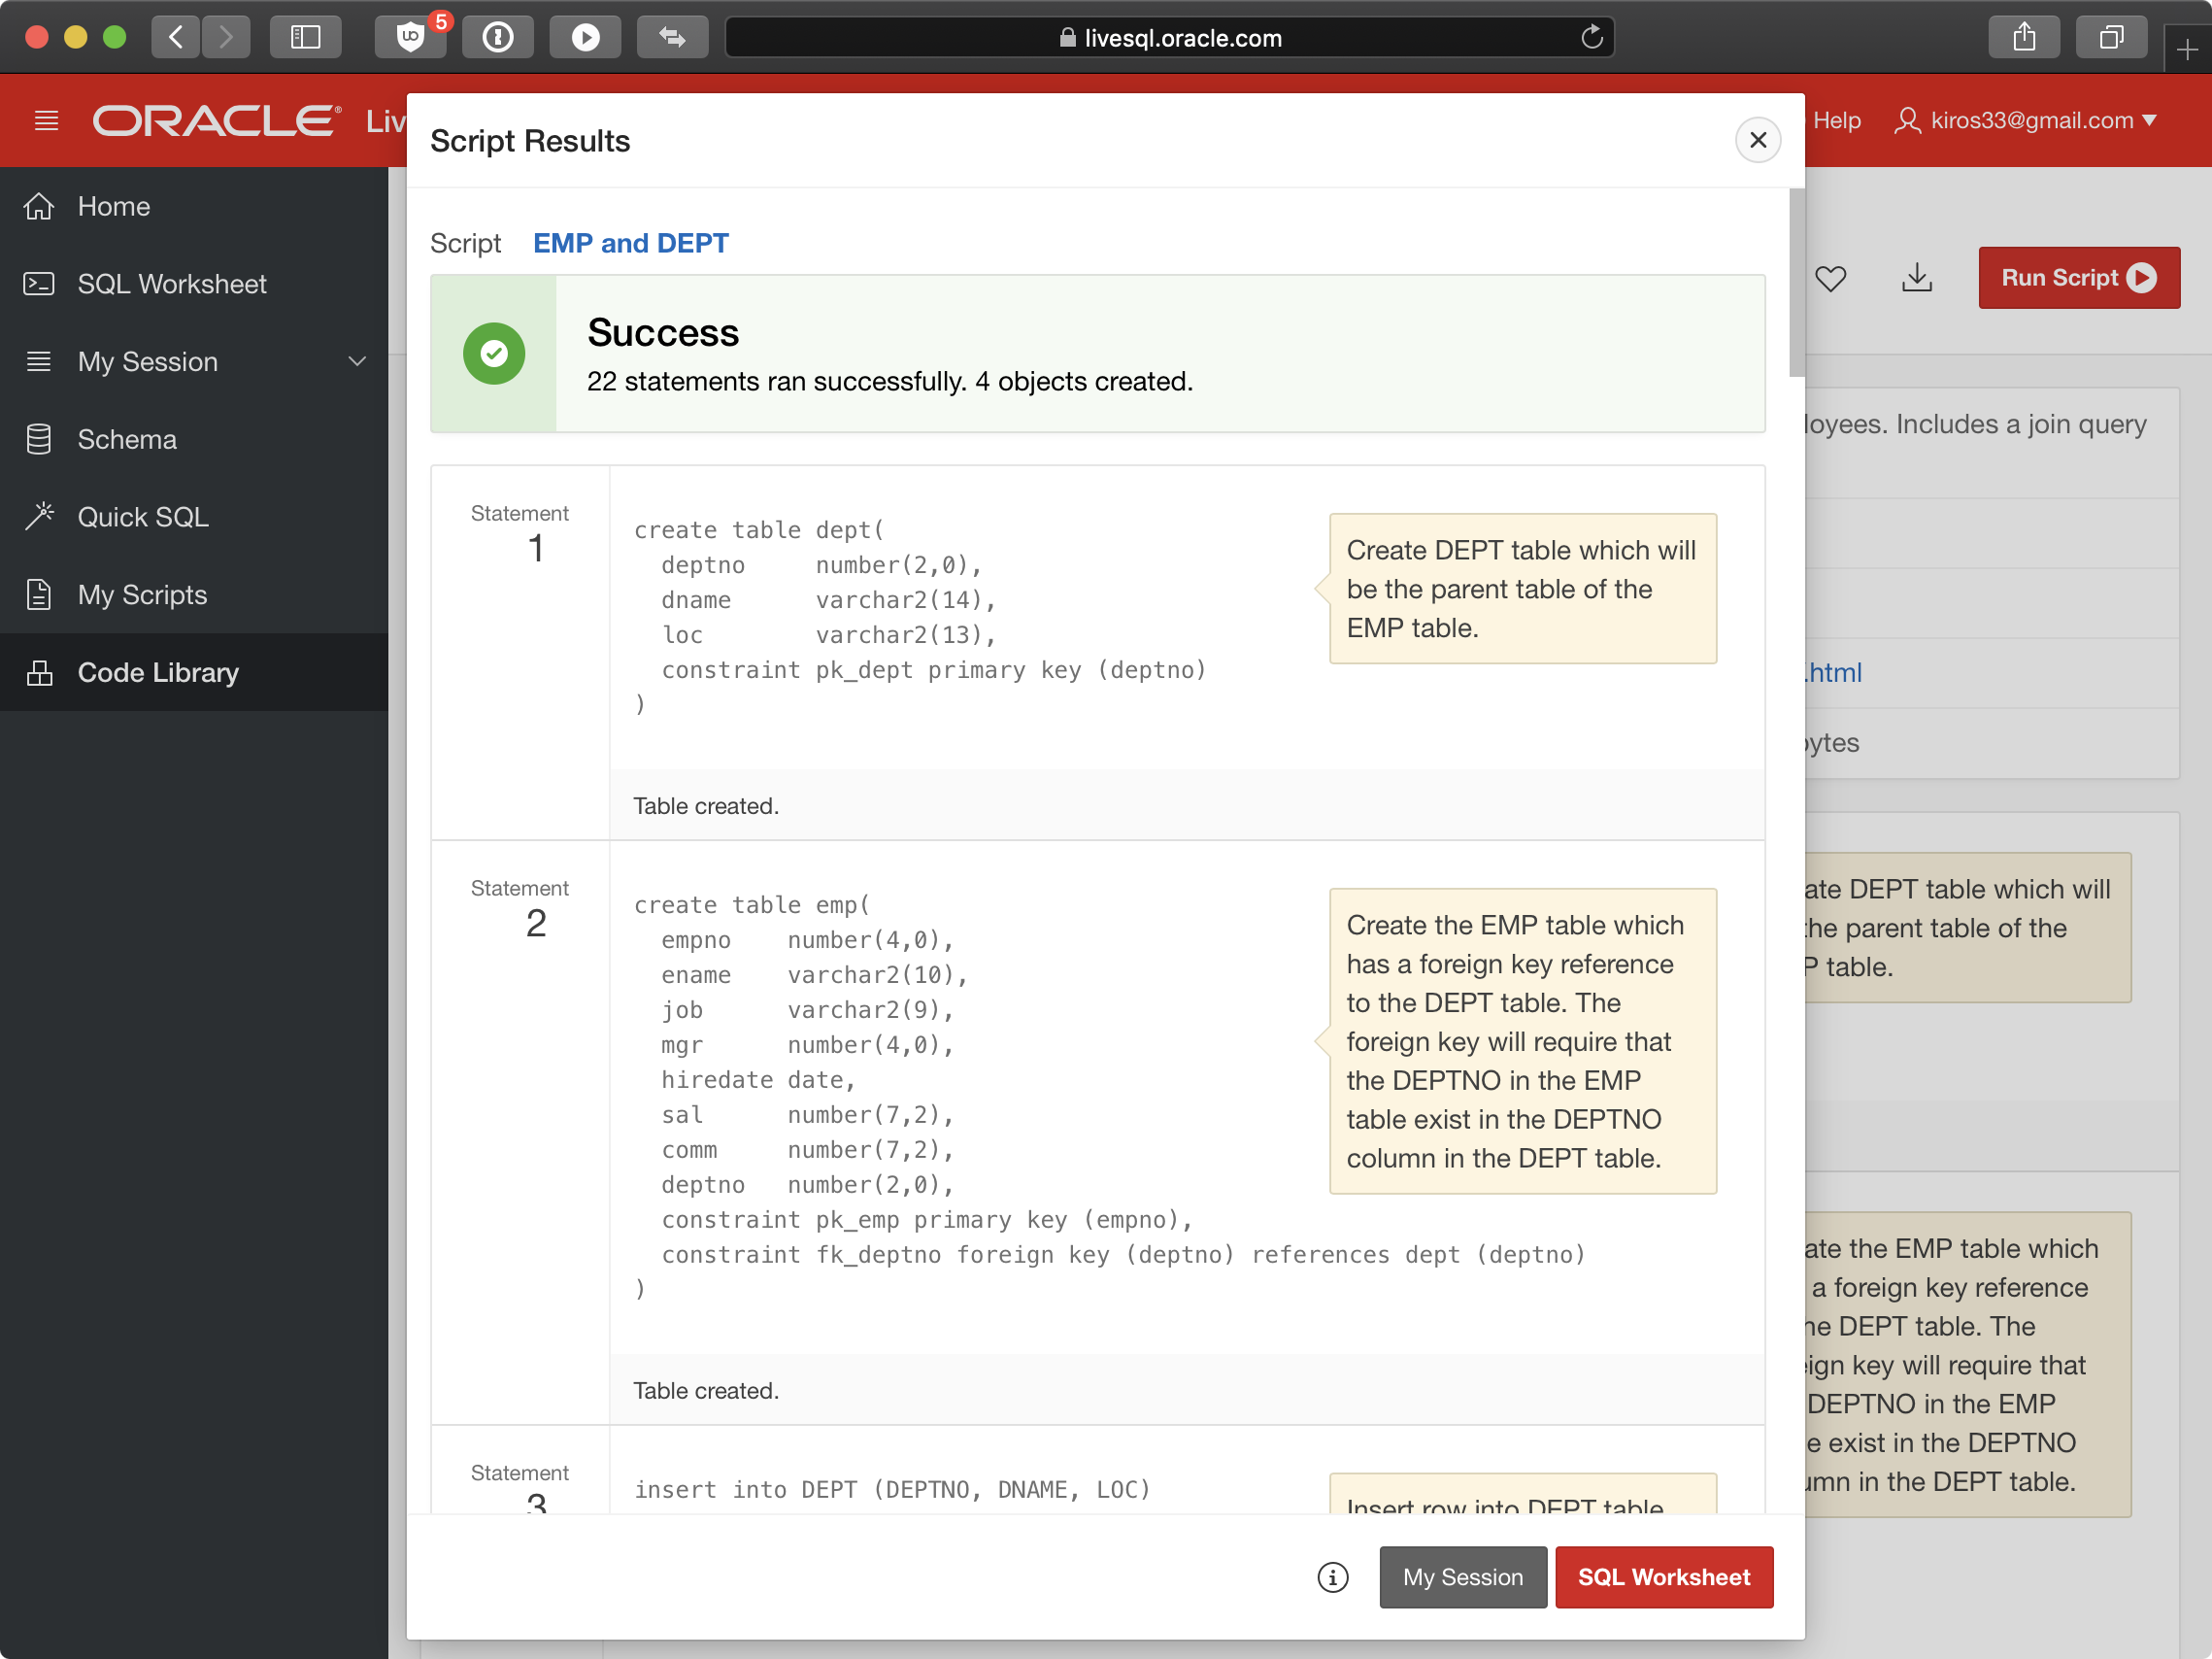 5
livesql.oracle.com
ORACLE
Liv
Help
kiros33@gmail.com
Home
SQL Worksheet
My Session
Schema
Quick SQL
My Scripts
Code Library
Script Results
Script EMP and DEPT
Success
22 statements ran successfully. 4 objects created.
Statement
1
create table dept(
  deptno     number(2,0),
  dname      varchar2(14),
  loc        varchar2(13),
  constraint pk_dept primary key (deptno)
)
Create DEPT table which will
be the parent table of the
EMP table.
Table created.
Statement
2
create table emp(
  empno    number(4,0),
  ename    varchar2(10),
  job      varchar2(9),
  mgr      number(4,0),
  hiredate date,
  sal      number(7,2),
  comm     number(7,2),
  deptno   number(2,0),
  constraint pk_emp primary key (empno),
  constraint fk_deptno foreign key (deptno) references dept (deptno)
)
Create the EMP table which
has a foreign key reference
to the DEPT table. The
foreign key will require that
the DEPTNO in the EMP
table exist in the DEPTNO
column in the DEPT table.
Table created.
Statement
3
insert into DEPT (DEPTNO, DNAME, LOC)
Insert row into DEPT table
My Session
SQL Worksheet
Run Script
loyees. Includes a join query
.html
bytes
ate DEPT table which will
the parent table of the
P table.
ate the EMP table which
a foreign key reference
he DEPT table. The
eign key will require that
DEPTNO in the EMP
e exist in the DEPTNO
umn in the DEPT table.